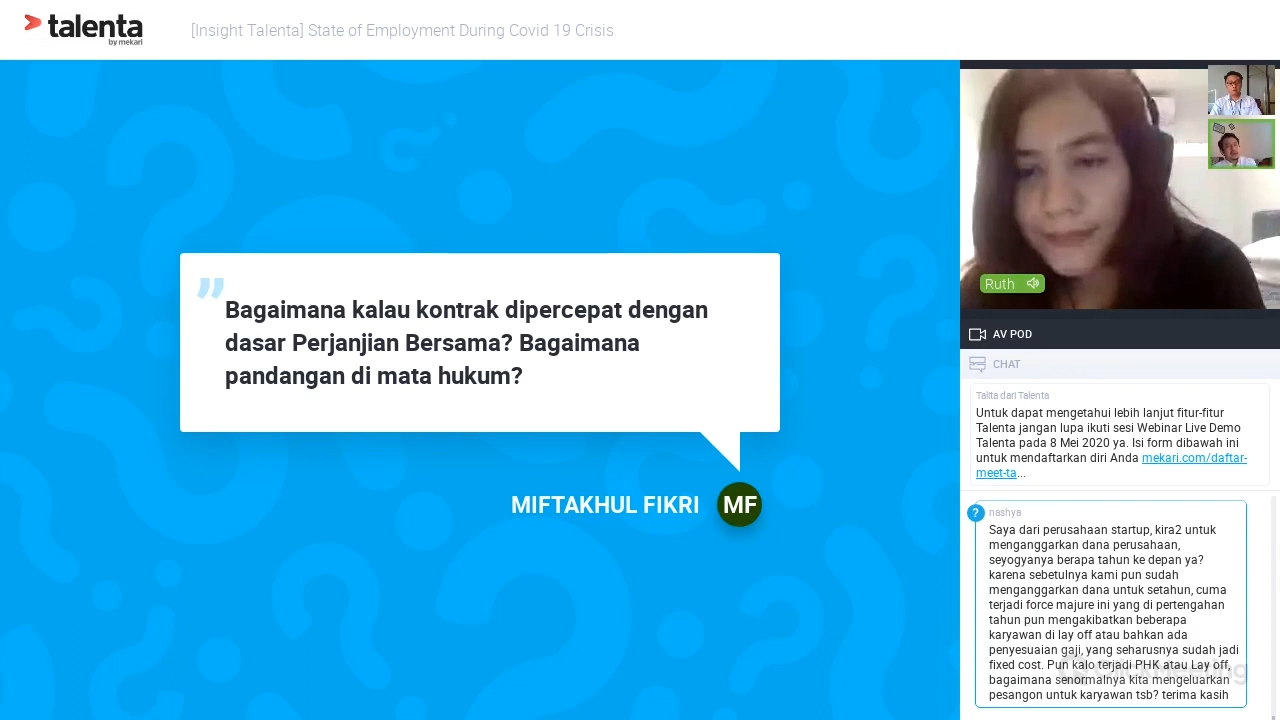 talenta
by mekari
[Insight Talenta] State of Employment During Covid 19 Crisis
Bagaimana kalau kontrak dipercepat dengan
dasar Perjanjian Bersama? Bagaimana
pandangan di mata hukum?
MIFTAKHUL FIKRI
MF
Ruth
AV POD
CHAT
Talita dari Talenta
Untuk dapat mengetahui lebih lanjut fitur-fitur
Talenta jangan lupa ikuti sesi Webinar Live Demo
Talenta pada 8 Mei 2020 ya. Isi form dibawah ini
untuk mendaftarkan diri Anda mekari.com/daftar-
meet-ta...
?
nashya
Saya dari perusahaan startup, kira2 untuk
menganggarkan dana perusahaan,
seyogyanya berapa tahun ke depan ya?
karena sebetulnya kami pun sudah
menganggarkan dana untuk setahun, cuma
terjadi force majure ini yang di pertengahan
tahun pun mengakibatkan beberapa
karyawan di lay off atau bahkan ada
penyesuaian gaji, yang seharusnya sudah jadi
fixed cost. Pun kalo terjadi PHK atau Lay off,
bagaimana senormalnya kita mengeluarkan
pesangon untuk karyawan tsb? terima kasih